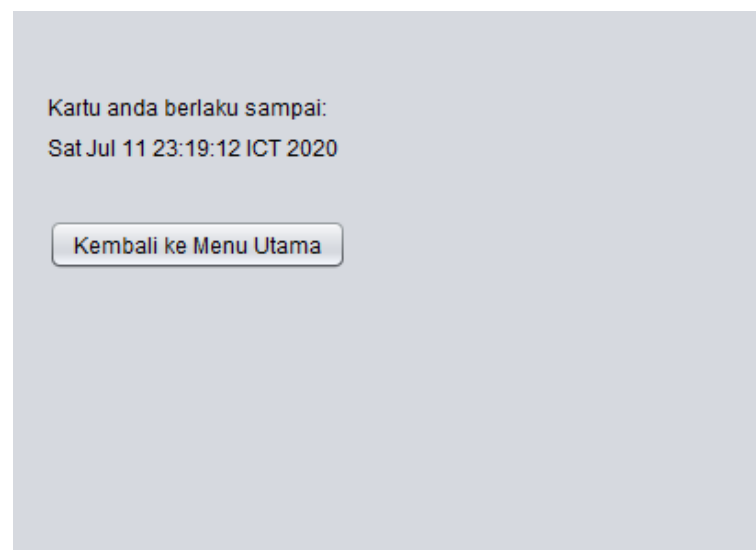 Kartu anda berlaku sampai:
Sat Jul 11 23:19:12 ICT 2020
Kembali ke Menu Utama